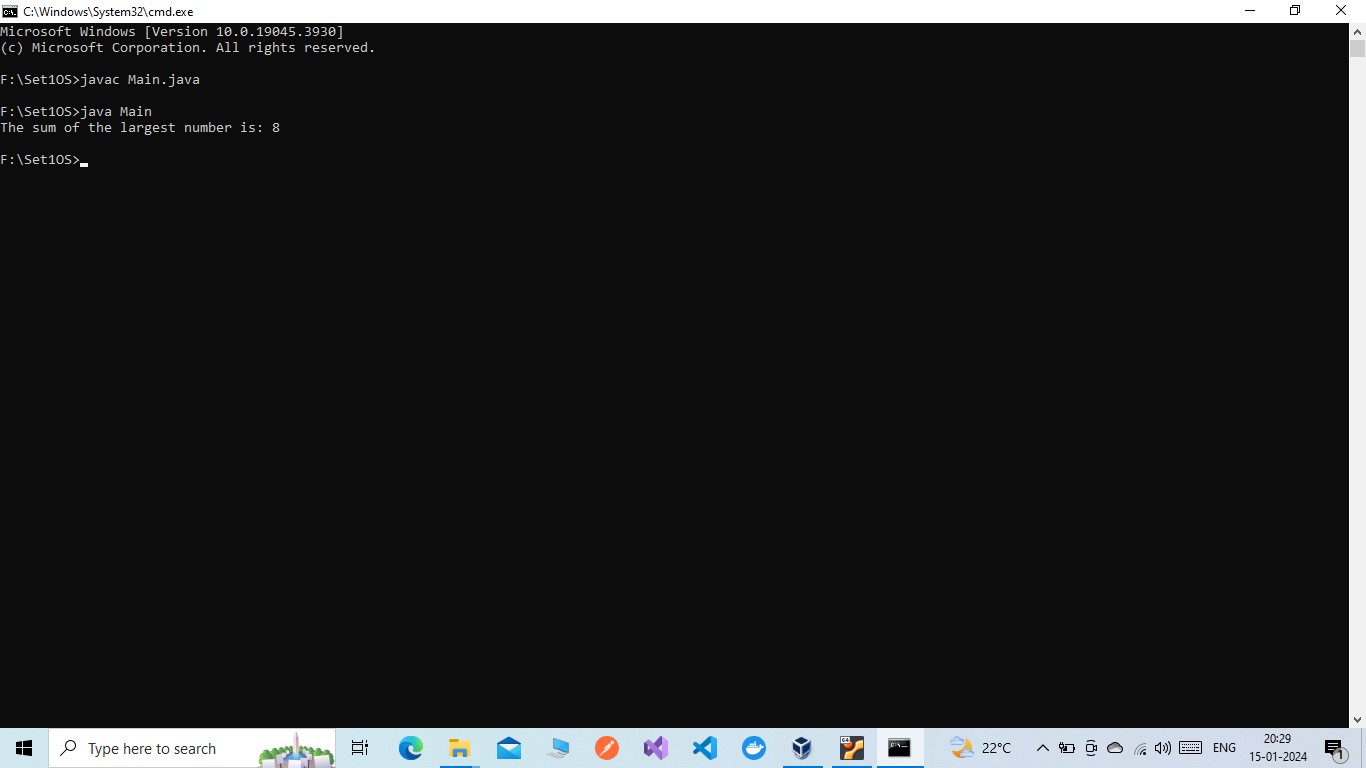 C:\Windows\System32\cmd.exe
Microsoft Windows [Version 10.0.19045.3930]
(c) Microsoft Corporation. All rights reserved.
F:\Set1OS>javac Main.java
F:\Set1OS>java Main
The sum of the largest number is: 8
F:\Set1OS>
Type here to search
22°C
ENG
20:29
15-01-2024
1